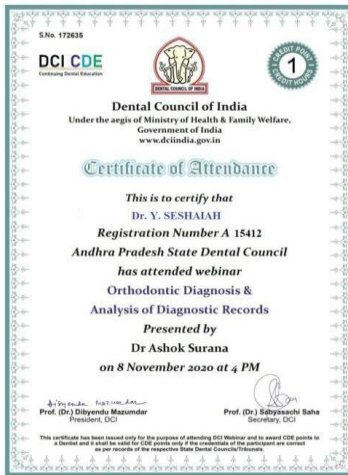 S.No. 172635
DCI CDE
Continuing Dental Education
DENTAL COUNCIL OF INDIA
CREDIT POINT
1
CREDIT HOURS
Dental Council of India
Under the aegis of Ministry of Health & Family Welfare,
Government of India
www.dciindia.gov.in
Certificate of Attendance
This is to certify that
Dr. Y. SESHAIAH
Registration Number A 15412
Andhra Pradesh State Dental Council
has attended webinar
Orthodontic Diagnosis &
Analysis of Diagnostic Records
Presented by
Dr Ashok Surana
on 8 November 2020 at 4 PM
Dibyendu Mazumdar
Prof. (Dr.) Dibyendu Mazumdar
President, DCI
Prof. (Dr.) Sabyasachi Saha
Secretary, DCI
This certificate has been issued only for the purpose of attending DCI Webinar and to award CDE points to
a Dentist and it shall be valid for CDE points only if the credentials of the participant are correct
as per records of the respective State Dental Councils/Tribunals.